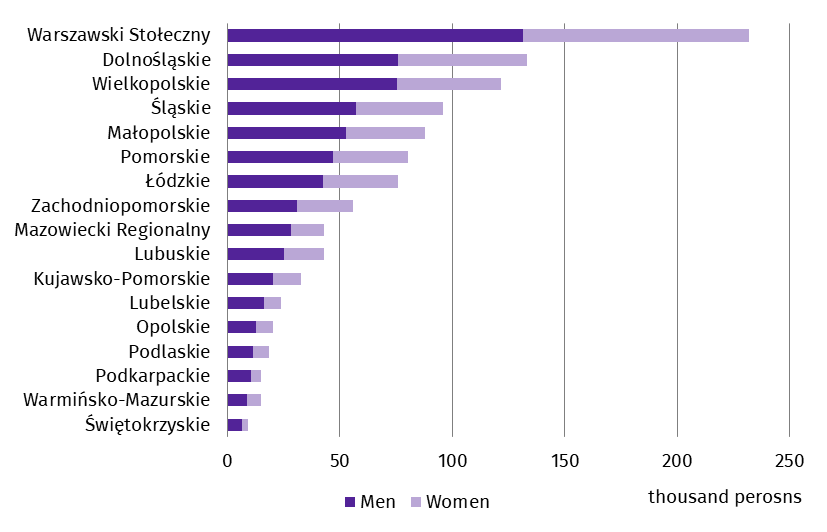 Warszawski Stołeczny
Dolnośląskie
Wielkopolskie
Śląskie
Małopolskie
Pomorskie
Łódzkie
Zachodniopomorskie
Mazowiecki Regionalny
Lubuskie
Kujawsko-Pomorskie
Lubelskie
Opolskie
Podlaskie
Podkarpackie
Warmińsko-Mazurskie
Świętokrzyskie
0 50 100 150 200 250
thousand perosns
Men Women